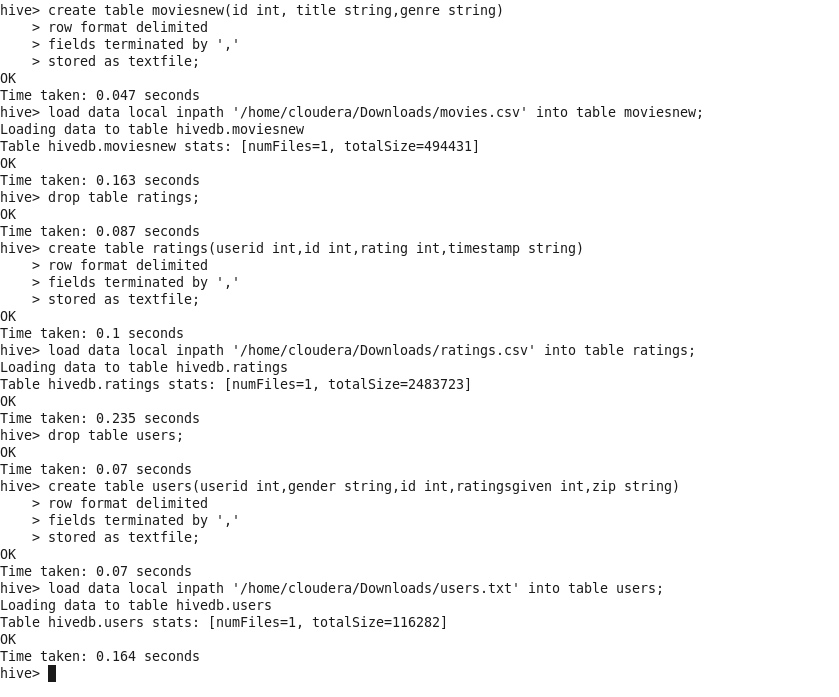 hive> create table moviesnew(id int, title string,genre string)
    > row format delimited
    > fields terminated by ','
    > stored as textfile;
OK
Time taken: 0.047 seconds
hive> load data local inpath '/home/cloudera/Downloads/movies.csv' into table moviesnew;
Loading data to table hivedb.moviesnew
Table hivedb.moviesnew stats: [numFiles=1, totalSize=494431]
OK
Time taken: 0.163 seconds
hive> drop table ratings;
OK
Time taken: 0.087 seconds
hive> create table ratings(userid int,id int,rating int,timestamp string)
    > row format delimited
    > fields terminated by ','
    > stored as textfile;
OK
Time taken: 0.1 seconds
hive> load data local inpath '/home/cloudera/Downloads/ratings.csv' into table ratings;
Loading data to table hivedb.ratings
Table hivedb.ratings stats: [numFiles=1, totalSize=2483723]
OK
Time taken: 0.235 seconds
hive> drop table users;
OK
Time taken: 0.07 seconds
hive> create table users(userid int,gender string,id int,ratingsgiven int,zip string)
    > row format delimited
    > fields terminated by ','
    > stored as textfile;
OK
Time taken: 0.07 seconds
hive> load data local inpath '/home/cloudera/Downloads/users.txt' into table users;
Loading data to table hivedb.users
Table hivedb.users stats: [numFiles=1, totalSize=116282]
OK
Time taken: 0.164 seconds
hive>